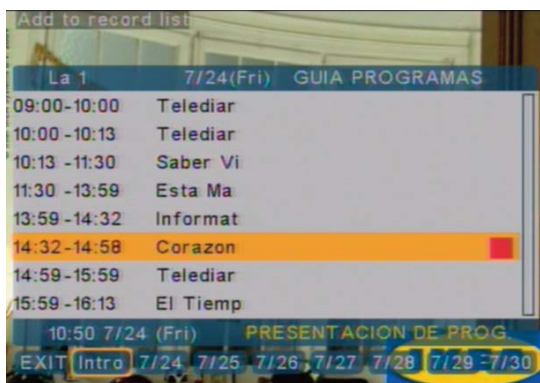 Add to record list
La 1 7/24(Fri) GUIA PROGRAMAS
09:00-10:00 Telediar
10:00-10:13 Telediar
10:13-11:30 Saber Vi
11:30-13:59 Esta Ma
13:59-14:32 Informat
14:32-14:58 Corazon
14:59-15:59 Telediar
15:59-16:13 El Tiemp
10:50 7/24 (Fri) PRESENTACION DE PROG.
EXIT Intro 7/24 7/25 7/26 7/27 7/28 7/29 7/30